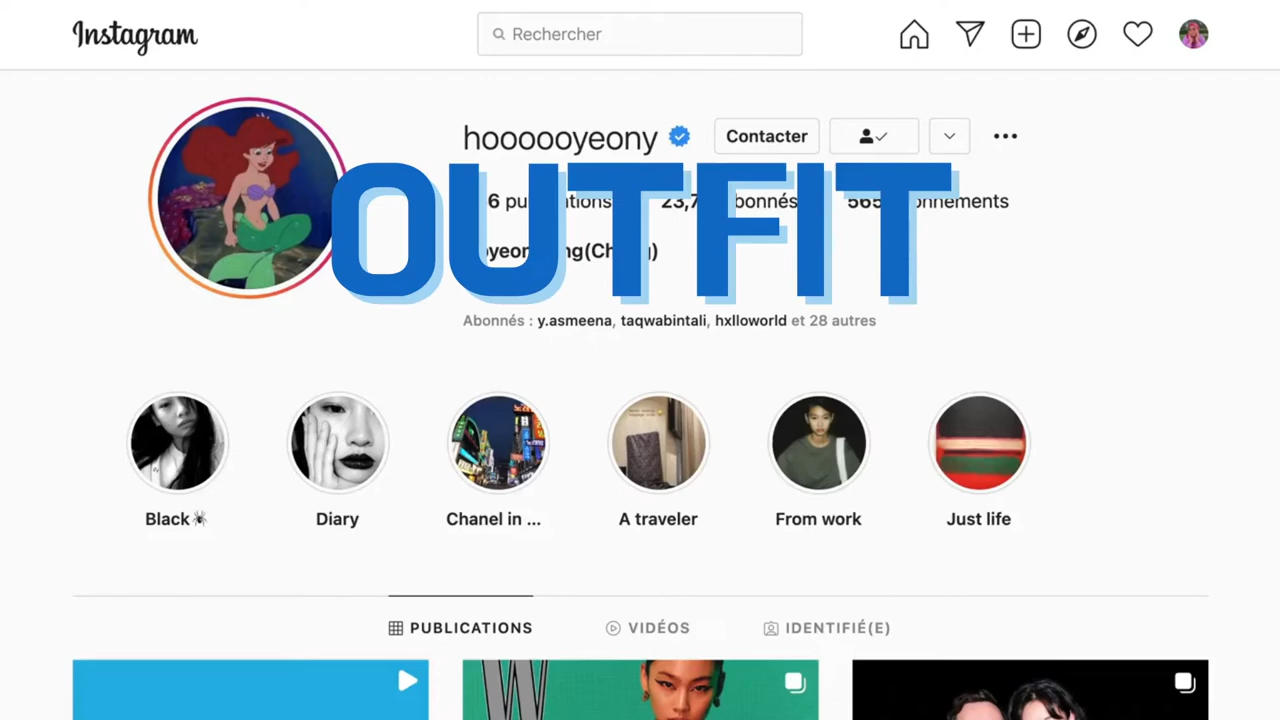 Instagram
Rechercher
hoooooyeony
Contacter
OUTFIT
Abonnés : y.asmeena, taqwabintali, hxlloworld et 28 autres
Black🕷
Diary
Chanel in ...
A traveler
From work
Just life
PUBLICATIONS
VIDÉOS
IDENTIFIÉ(E)
W